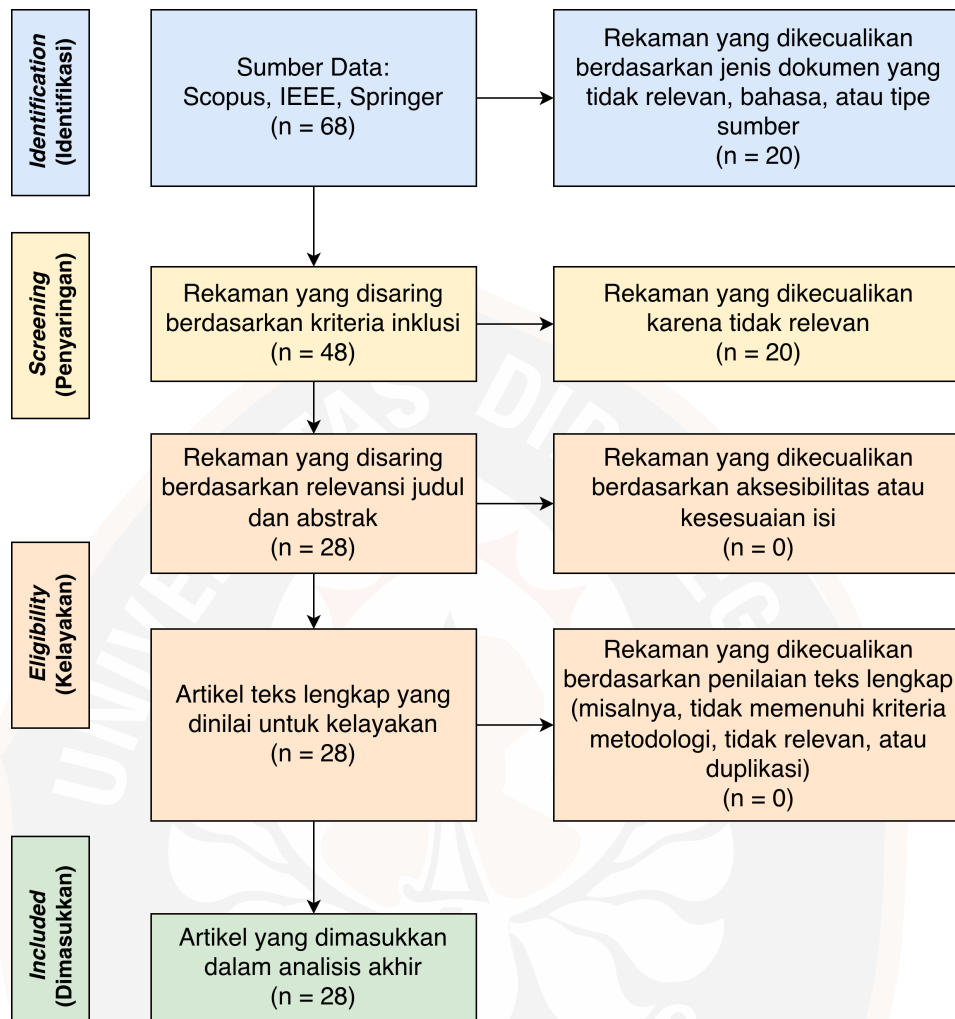 Identification
(Identifikasi)
Sumber Data:
Scopus, IEEE, Springer
(n = 68)
Rekaman yang dikecualikan
berdasarkan jenis dokumen yang
tidak relevan, bahasa, atau tipe
sumber
(n = 20)
Screening
(Penyaringan)
Rekaman yang disaring
berdasarkan kriteria inklusi
(n = 48)
Rekaman yang dikecualikan
karena tidak relevan
(n = 20)
Rekaman yang disaring
berdasarkan relevansi judul
dan abstrak
(n = 28)
Rekaman yang dikecualikan
berdasarkan aksesibilitas atau
kesesuaian isi
(n = 0)
Eligibility
(Kelayakan)
Artikel teks lengkap yang
dinilai untuk kelayakan
(n = 28)
Rekaman yang dikecualikan
berdasarkan penilaian teks lengkap
(misalnya, tidak memenuhi kriteria
metodologi, tidak relevan, atau
duplikasi)
(n = 0)
Included
(Dimasukkan)
Artikel yang dimasukkan
dalam analisis akhir
(n = 28)